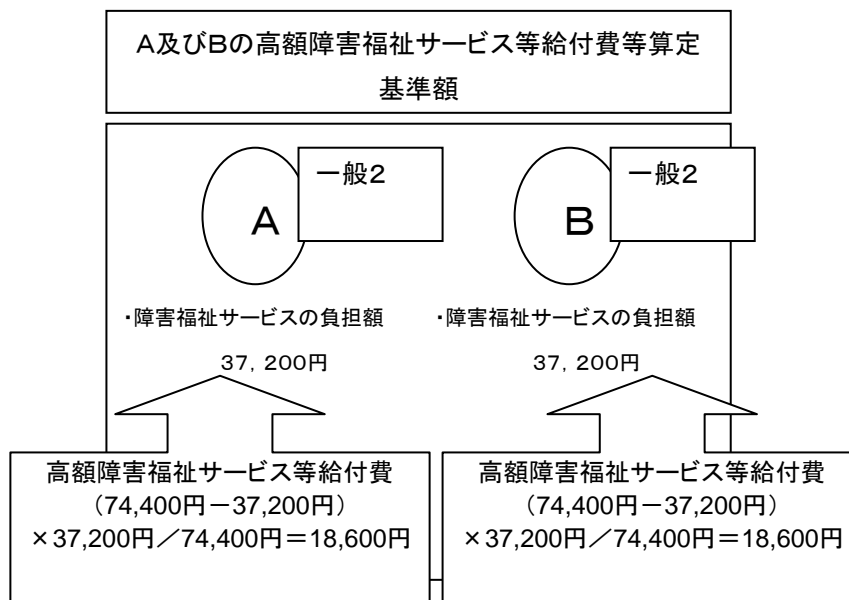 A及びBの高額障害福祉サービス等給付費等算定
基準額
一般2
A
一般2
B
・障害福祉サービスの負担額
37,200円
・障害福祉サービスの負担額
37,200円
高額障害福祉サービス等給付費
(74,400円-37,200円)
×37,200円/74,400円=18,600円
高額障害福祉サービス等給付費
(74,400円-37,200円)
×37,200円/74,400円=18,600円